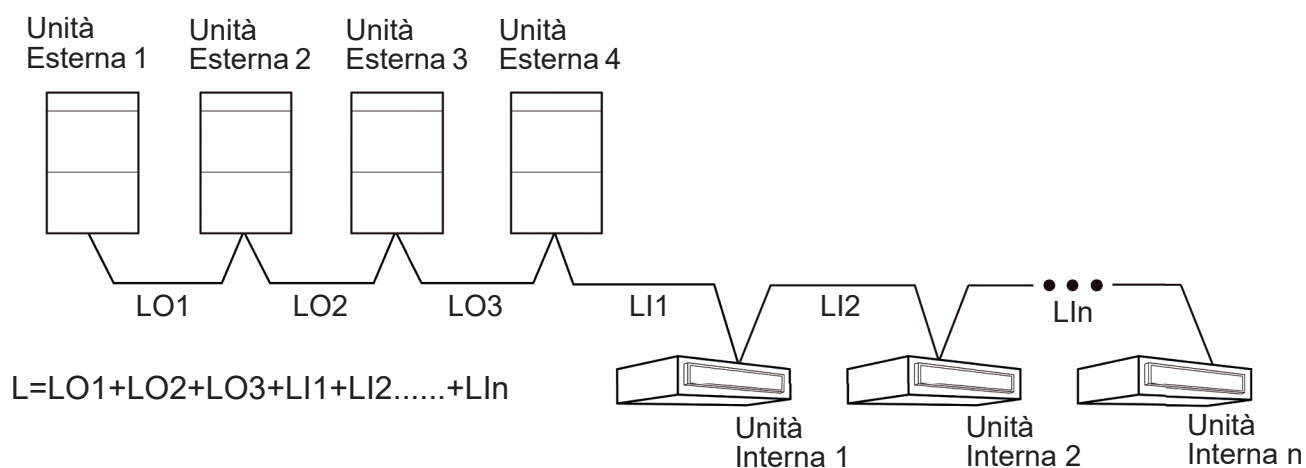 Unità
Esterna 1
Unità
Esterna 2
Unità
Esterna 3
Unità
Esterna 4
LO1
LO2
LO3
LI1
LI2
LIn
L=LO1+LO2+LO3+LI1+LI2......+LIn
Unità
Interna 1
Unità
Interna 2
Unità
Interna n